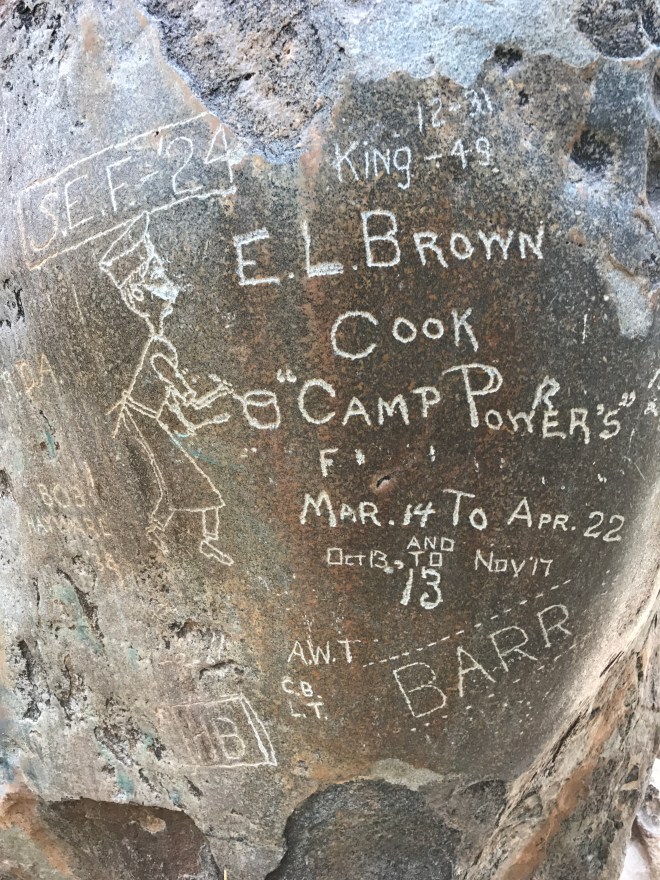 12-31
King - 49
S.E.F. - '24
E.L. BROWN
COOK
"CAMP POWER'S"
MAR. 14 TO APR. 22
AND
OCT 13, TO NOV 17
13
BOB
38
A.W.T
BARR
C.B.
L.T.
HB